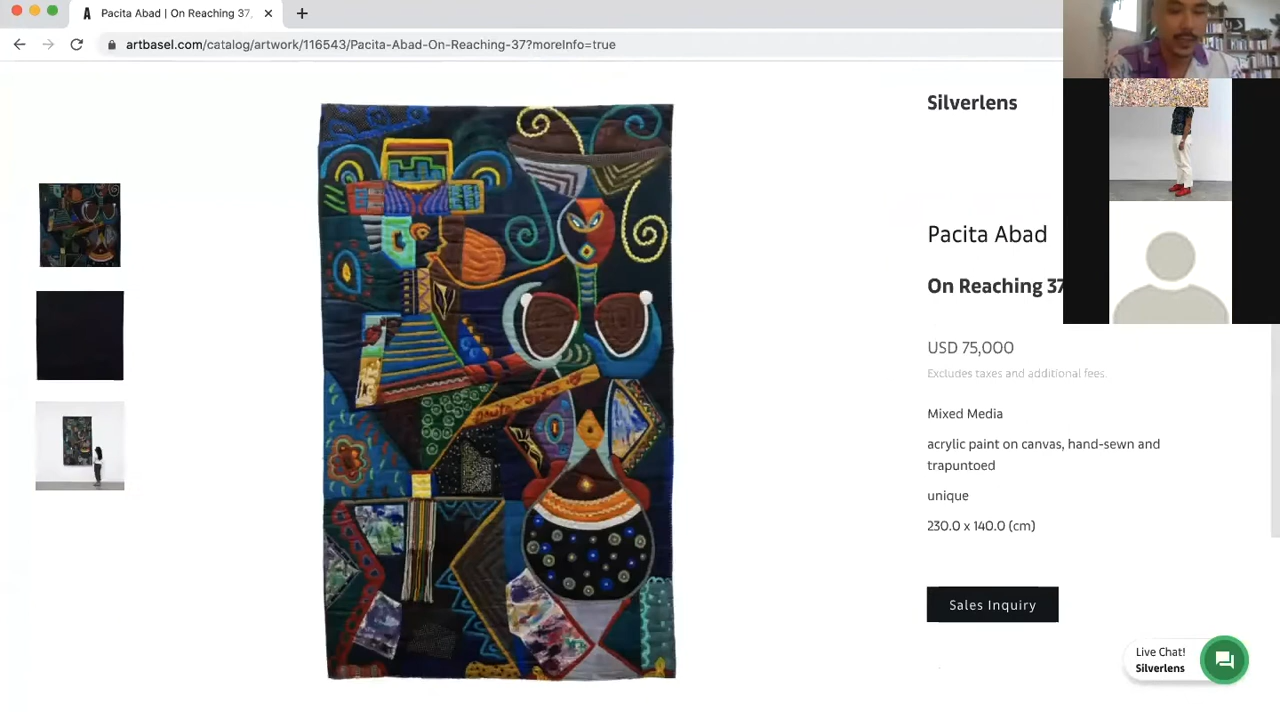 Pacita Abad | On Reaching 37,
artbasel.com/catalog/artwork/116543/Pacita-Abad-On-Reaching-37?moreInfo=true
Silverlens
Pacita Abad
On Reaching 37
USD 75,000
Excludes taxes and additional fees.
Mixed Media
acrylic paint on canvas, hand-sewn and
trapuntoed
unique
230.0 x 140.0 (cm)
Sales Inquiry
Live Chat!
Silverlens